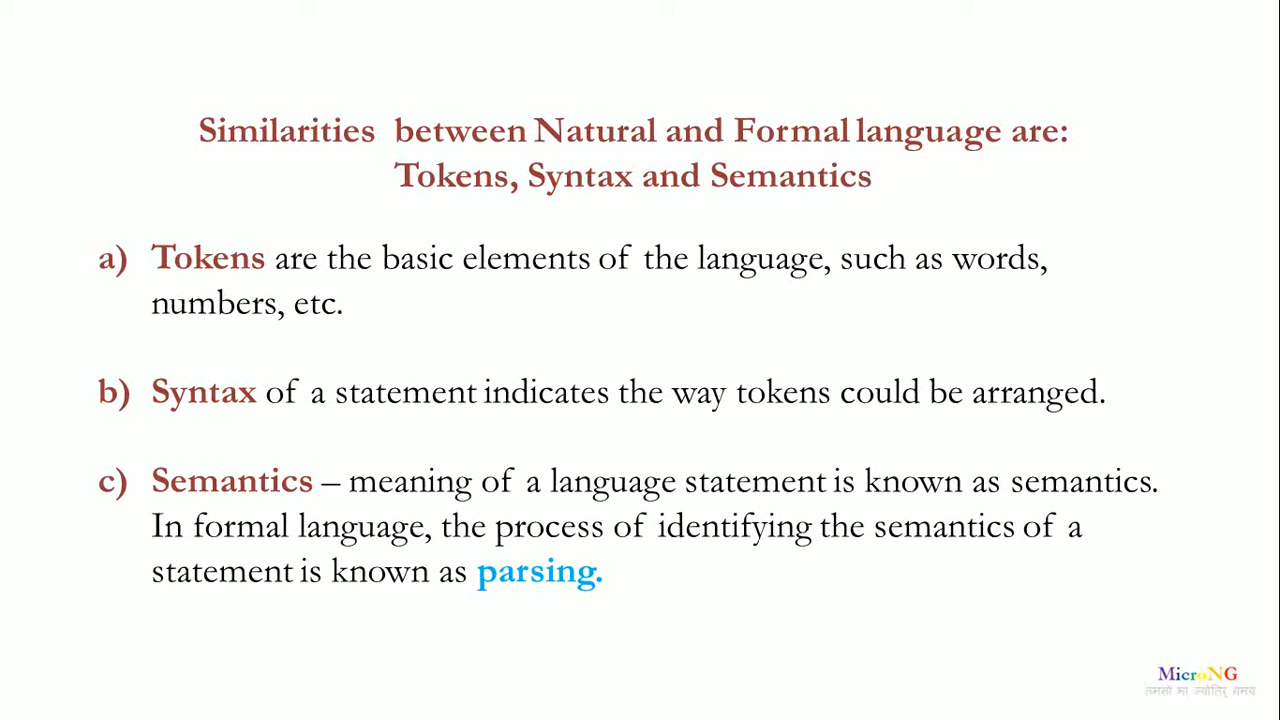 Similarities between Natural and Formal language are:
Tokens, Syntax and Semantics
a) Tokens are the basic elements of the language, such as words,
numbers, etc.
b) Syntax of a statement indicates the way tokens could be arranged.
c) Semantics – meaning of a language statement is known as semantics.
In formal language, the process of identifying the semantics of a
statement is known as parsing.
MicroNG
तमसो मा ज्योतिर् गमय